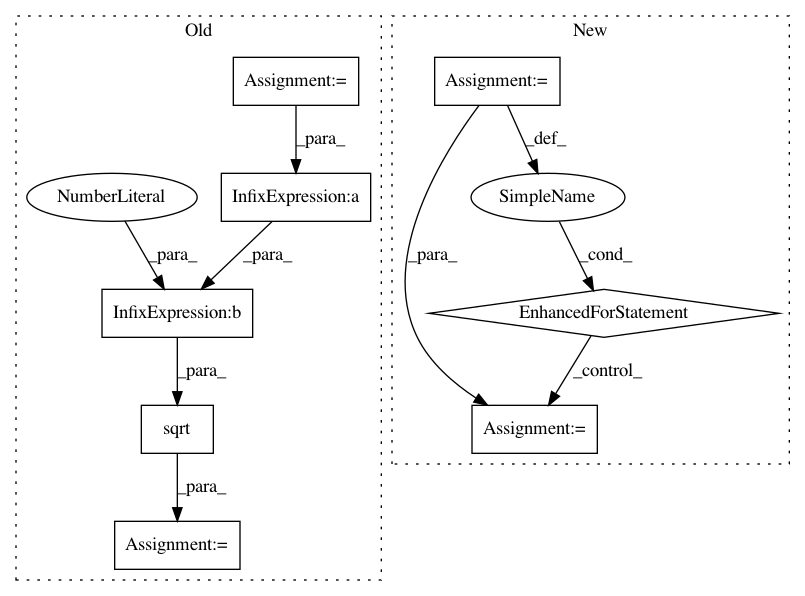 Old
New
Assignment:=
Assignment:=
_para_
_def_
NumberLiteral
InfixExpression:a
SimpleName
_para_
_para_
_para_
_cond_
InfixExpression:b
EnhancedForStatement
_para_
_control_
sqrt
Assignment:=
_para_
Assignment:=